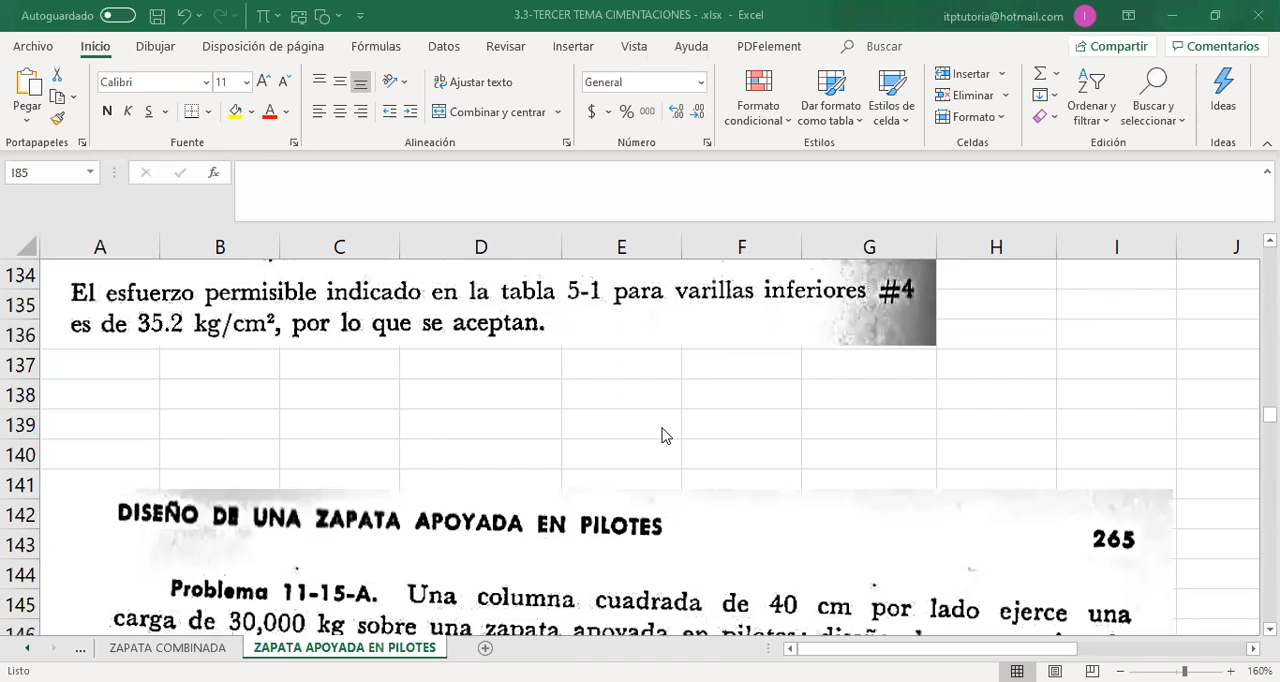 Autoguardado
3.3-TERCER TEMA CIMENTACIONES - .xlsx - Excel
itptutoria@hotmail.com
I
Archivo Inicio Dibujar Disposición de página Fórmulas Datos Revisar Insertar Vista Ayuda PDFelement Buscar Compartir Comentarios
Pegar
Calibri 11
N K S
Ajustar texto
Combinar y centrar
General
$ % 000
Formato condicional
Dar formato como tabla
Estilos de celda
Insertar
Eliminar
Formato
Ordenar y filtrar
Buscar y seleccionar
Ideas
Portapapeles Fuente Alineación Número Estilos Celdas Edición Ideas
I85
fx
A B C D E F G H I J
134
135
136
137
138
139
140
141
142
143
144
145
146
El esfuerzo permisible indicado en la tabla 5-1 para varillas inferiores #4
es de 35.2 kg/cm², por lo que se aceptan.
DISEÑO DE UNA ZAPATA APOYADA EN PILOTES
265
Problema 11-15-A. Una columna cuadrada de 40 cm por lado ejerce una
carga de 30,000 kg sobre una zapata apoyada en pilotes;
... ZAPATA COMBINADA ZAPATA APOYADA EN PILOTES
Listo
160%